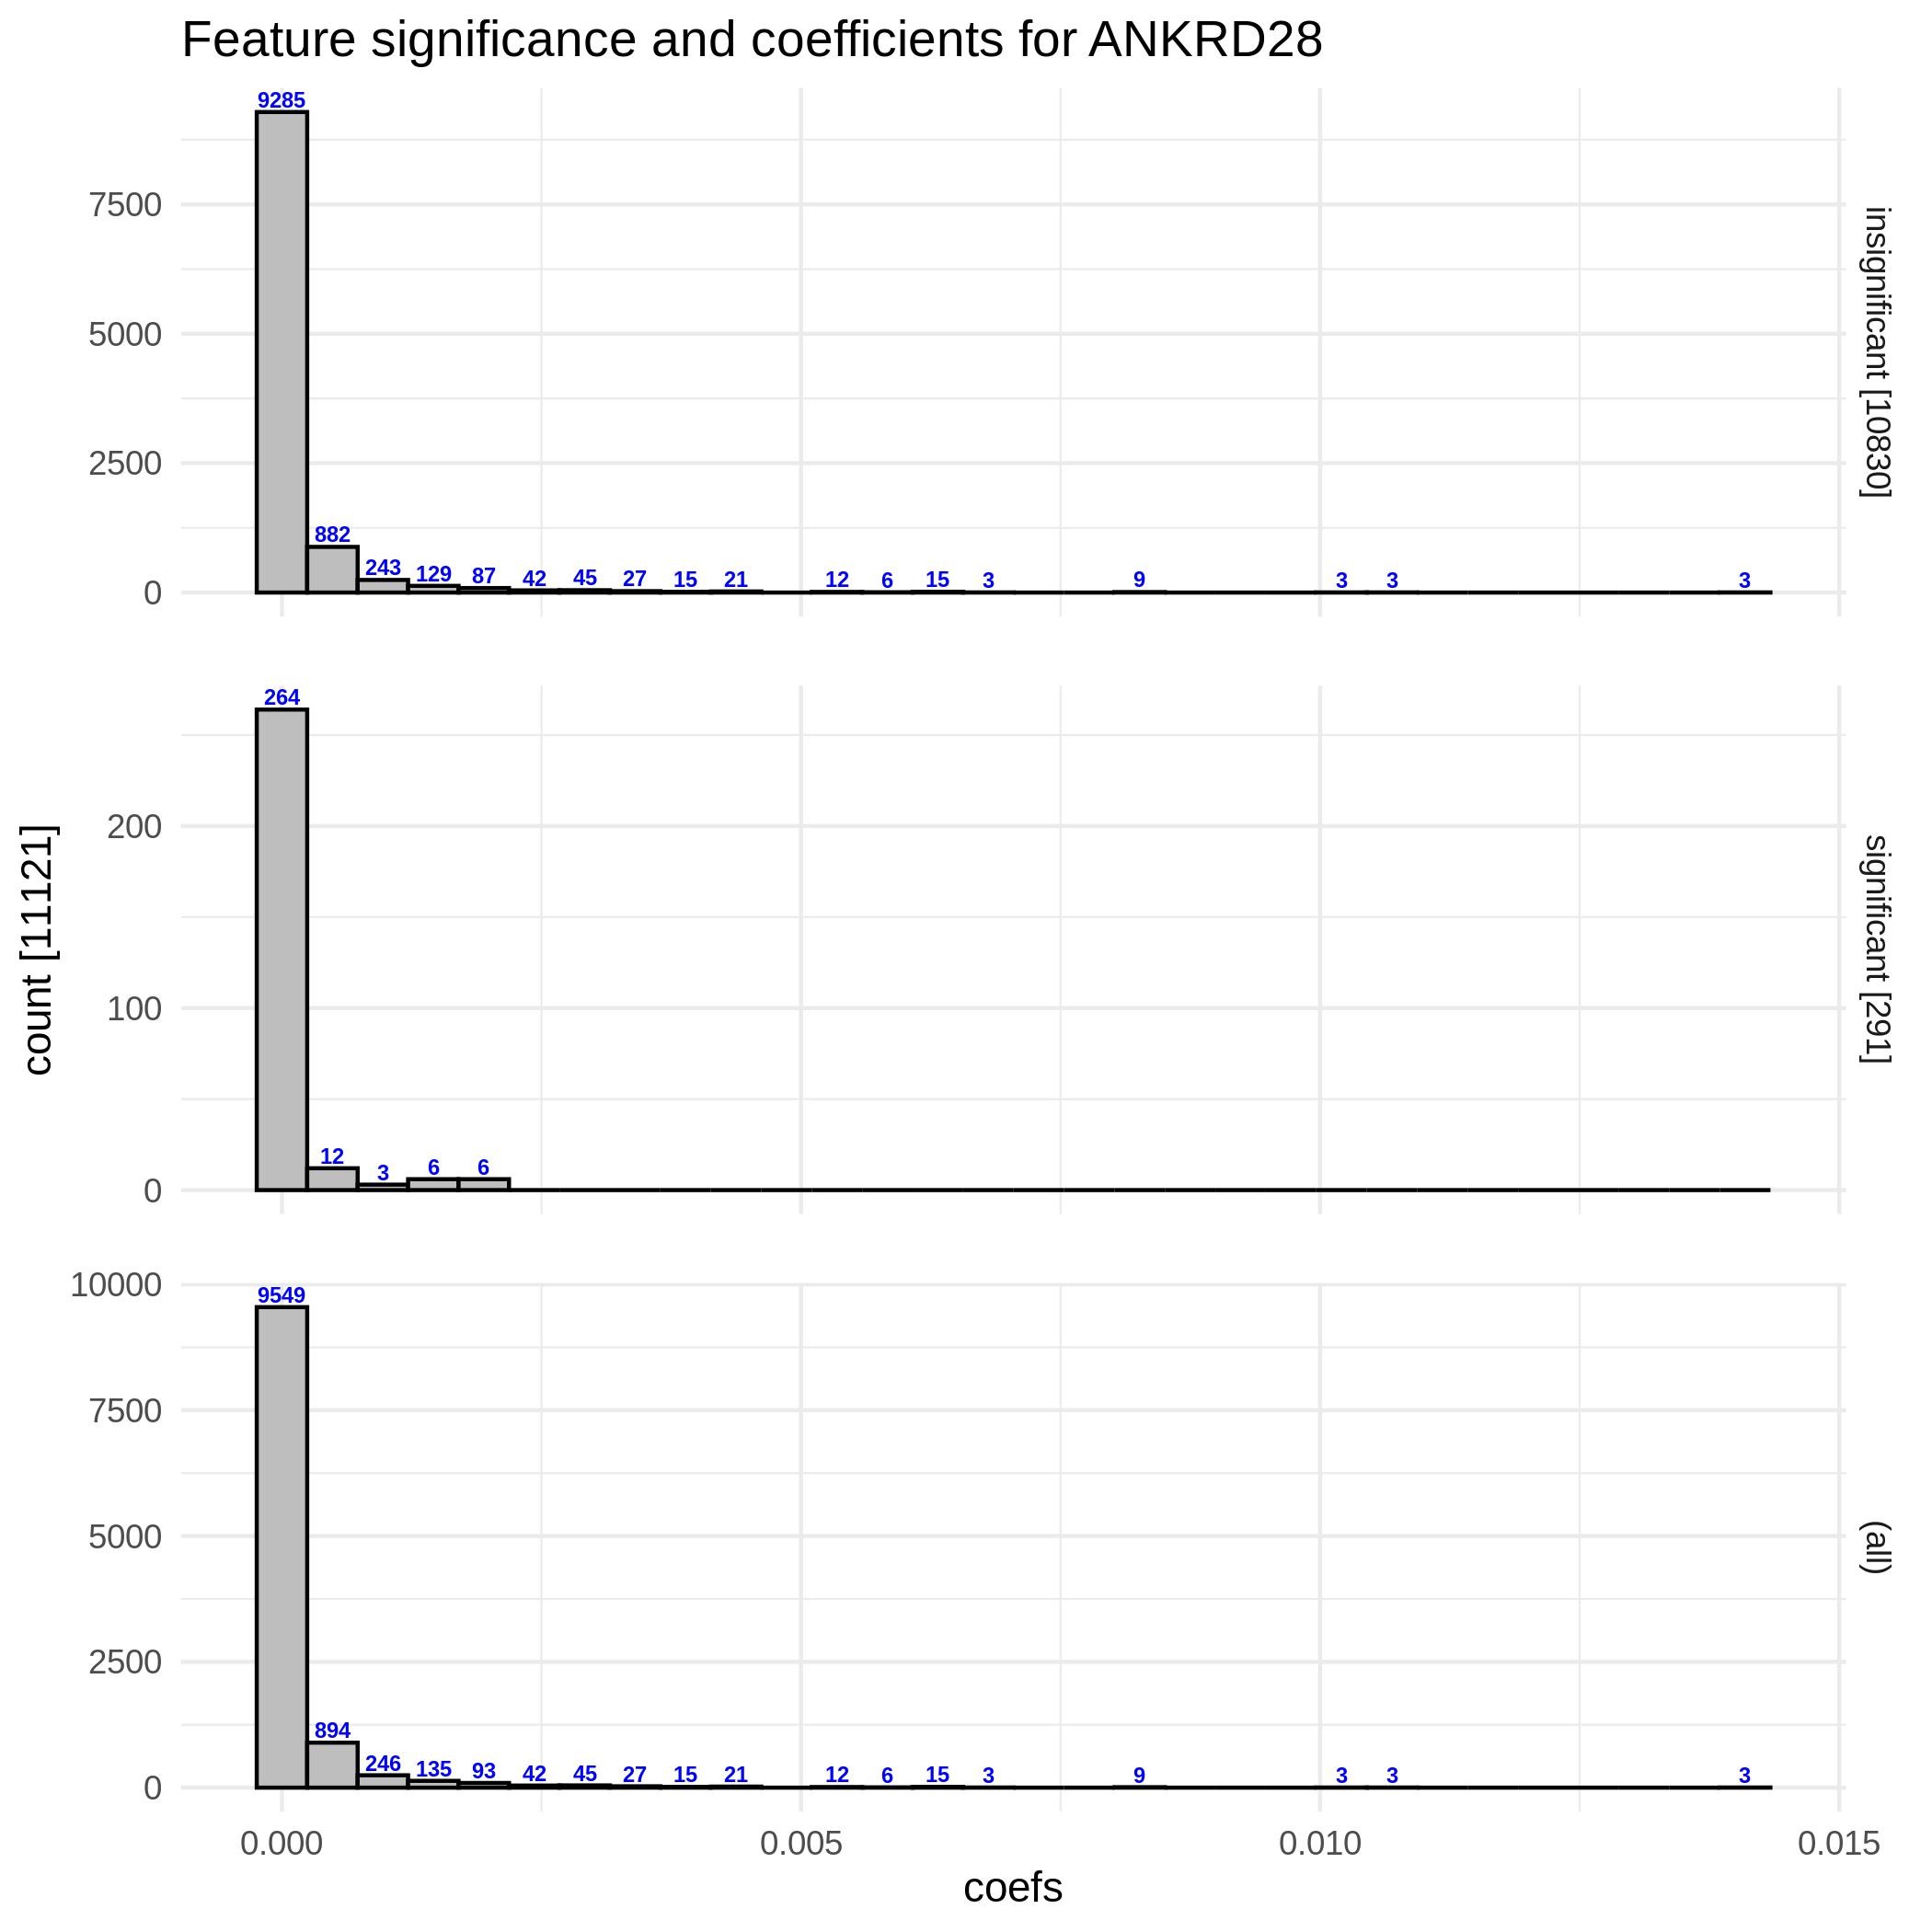 Feature significance and coefficients for ANKRD28
count [11121]
9285
882 243 129 87 42 45 27 15 21 12 6 15 3 9 3 3 3
7500
5000
2500
0
insignificant [10830]
264
12 3 6 6
200
100
0
significant [291]
9549
894 246 135 93 42 45 27 15 21 12 6 15 3 9 3 3 3
10000
7500
5000
2500
0
(all)
0.000 0.005 0.010 0.015
coefs